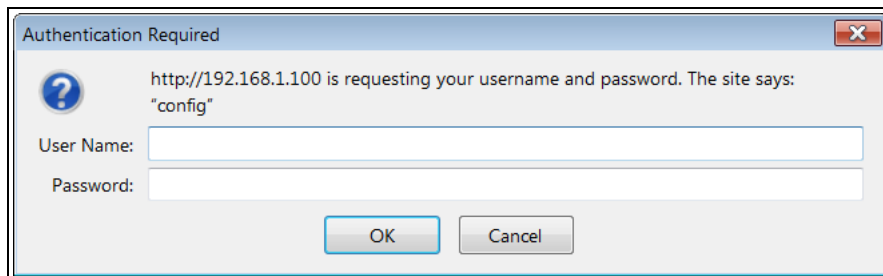 Authentication Required
http://192.168.1.100 is requesting your username and password. The site says:
"config"
User Name:
Password:
OK
Cancel